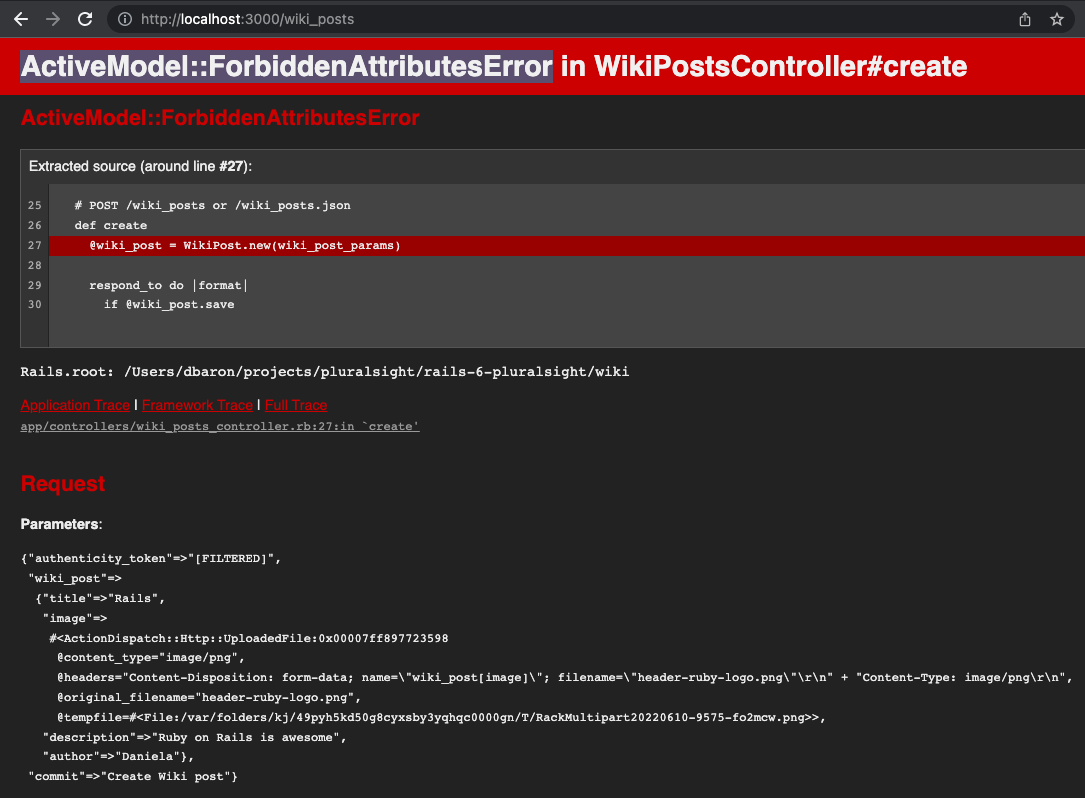 http://localhost:3000/wiki_posts
ActiveModel::ForbiddenAttributesError in WikiPostsController#create
ActiveModel::ForbiddenAttributesError
Extracted source (around line #27):
25 # POST /wiki_posts or /wiki_posts.json
26 def create
27 @wiki_post = WikiPost.new(wiki_post_params)
28
29 respond_to do |format|
30 if @wiki_post.save
Rails.root: /Users/dbaron/projects/pluralsight/rails-6-pluralsight/wiki
Application Trace | Framework Trace | Full Trace
app/controllers/wiki_posts_controller.rb:27:in `create'
Request
Parameters:
{"authenticity_token"=>"[FILTERED]",
"wiki_post"=>
{"title"=>"Rails",
"image"=>
#<ActionDispatch::Http::UploadedFile:0x00007ff897723598
@content_type="image/png",
@headers="Content-Disposition: form-data; name=\"wiki_post[image]\"; filename=\"header-ruby-logo.png\"\r\n" + "Content-Type: image/png\r\n",
@original_filename="header-ruby-logo.png",
@tempfile=#<File:/var/folders/kj/49pyh5kd50g8cyxsby3yqhqc0000gn/T/RackMultipart20220610-9575-fo2mcw.png>>,
"description"=>"Ruby on Rails is awesome",
"author"=>"Daniela"},
"commit"=>"Create Wiki post"}